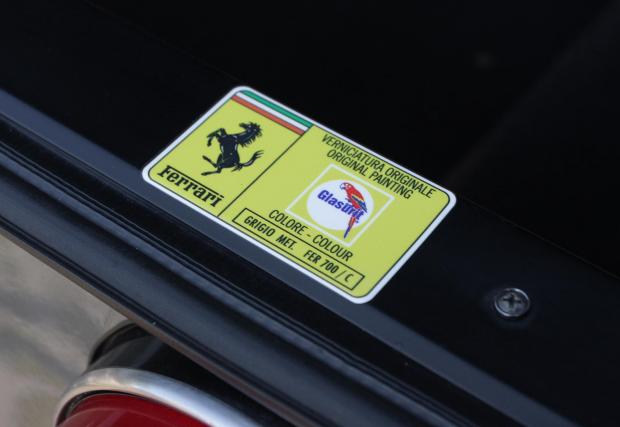 Ferrari
VERNICIATURA ORIGINALE
ORIGINAL PAINTING
Glasurit
COLORE - COLOUR
GRIGIO MET. FER 700/C